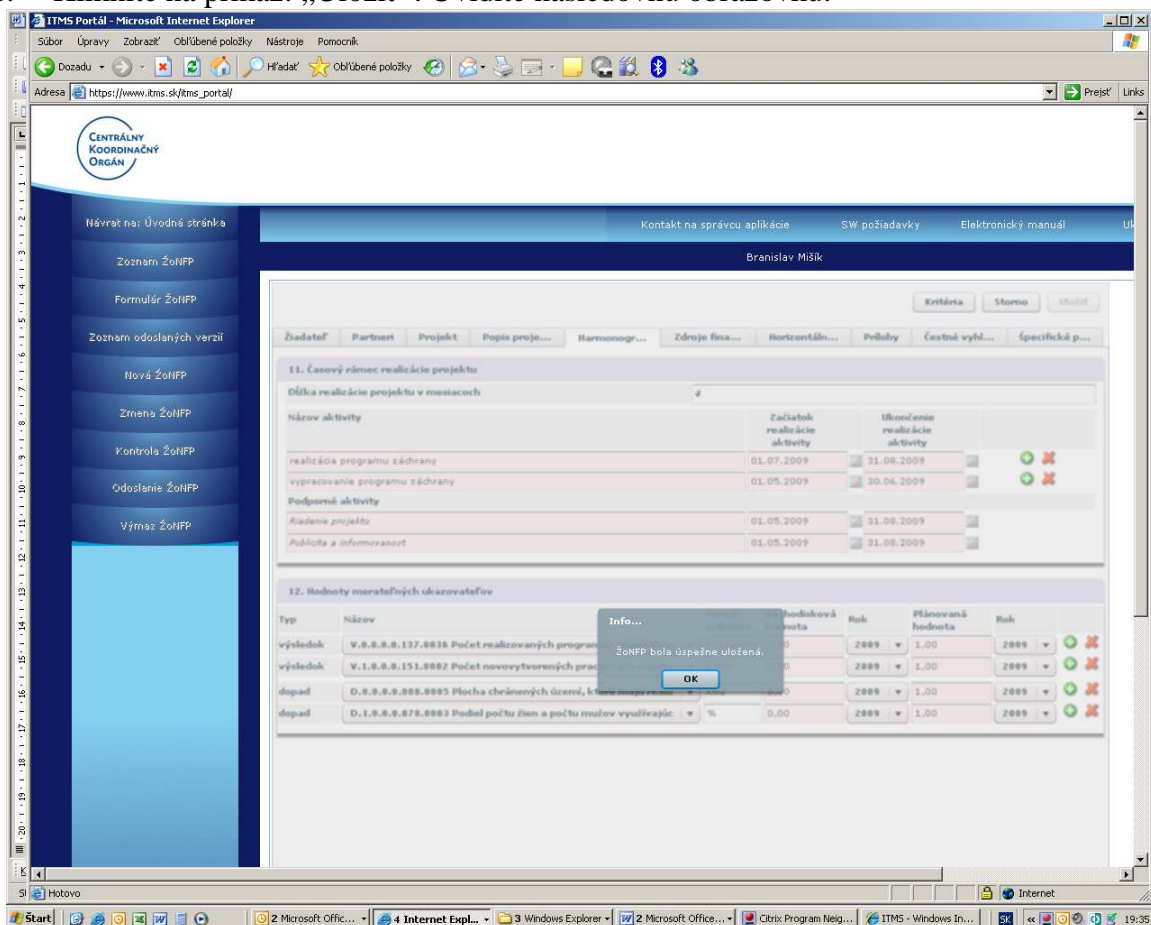 Kliknite na príkaz: „Uložiť“. Uvidíte následovnú obrazovku:
ITMS Portál - Microsoft Internet Explorer
Súbor Úpravy Zobraziť Obľúbené položky Nástroje Pomocník
Dozadu Hľadať Obľúbené položky
Adresa https://www.itms.sk/itms_portal/ Prejsť Links
CENTRÁLNY
KOORDINAČNÝ
ORGÁN
Návrat na: Úvodná stránka
Kontakt na správcu aplikácie SW požiadavky Elektronický manuál
Branislav Mišík
Zoznam ŽoNFP
Formulár ŽoNFP
Zoznam odoslaných verzií
Nová ŽoNFP
Zmena ŽoNFP
Kontrola ŽoNFP
Odoslanie ŽoNFP
Výmaz ŽoNFP
Kritéria Storno Uložiť
Žiadateľ Partneri Projekt Popis proje... Harmonogr... Zdroje fina... Horizontáln... Prílohy Čestné vyhl... Špecifické p...
11. Časový rámec realizácie projektu
Dĺžka realizácie projektu v mesiacoch 4
Názov aktivity Začiatok realizácie aktivity Ukončenie realizácie aktivity
realizácia programu záchrany 01.07.2009 31.08.2009
vypracovanie programu záchrany 01.05.2009 30.06.2009
Podporné aktivity
Riadenie projektu 01.05.2009 31.08.2009
Publicita a informovanosť 01.05.2009 31.08.2009
12. Hodnoty merateľných ukazovateľov
Typ Názov hodnota Rok Plánovaná hodnota Rok
výsledok V.0.0.0.0.137.0036 Počet realizovaných 2009 1,00 2009
výsledok V.1.0.0.0.151.0002 Počet novovytvorených 2009 1,00 2009
dopad D.0.0.0.0.088.0085 Plocha chránených území, 0,00 2009 1,00 2009
dopad D.1.0.0.0.078.0083 Podiel počtu žien a počtu mužov využívajúc % 0,00 2009 1,00 2009
Info...
ŽoNFP bola úspešne uložená.
OK
Hotovo Internet
Štart 2 Microsoft Offic... 4 Internet Expl... 3 Windows Explorer 2 Microsoft Office... Citrix Program Neig... ITMS - Windows In... SK 19:35